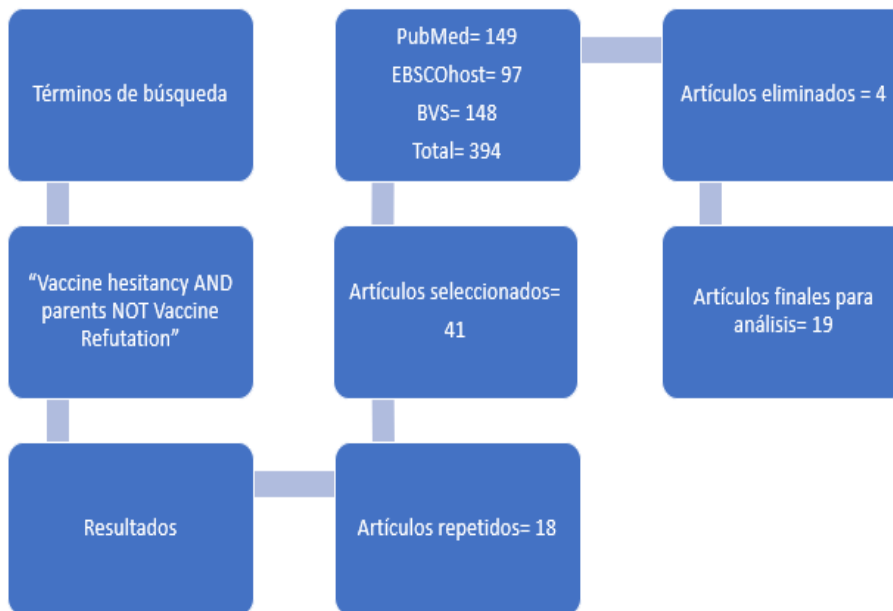 Términos de búsqueda
“Vaccine hesitancy AND
parents NOT Vaccine
Refutation”
Resultados
PubMed= 149
EBSCOhost= 97
BVS= 148
Total= 394
Artículos seleccionados=
41
Artículos repetidos= 18
Artículos eliminados = 4
Artículos finales para
análisis= 19